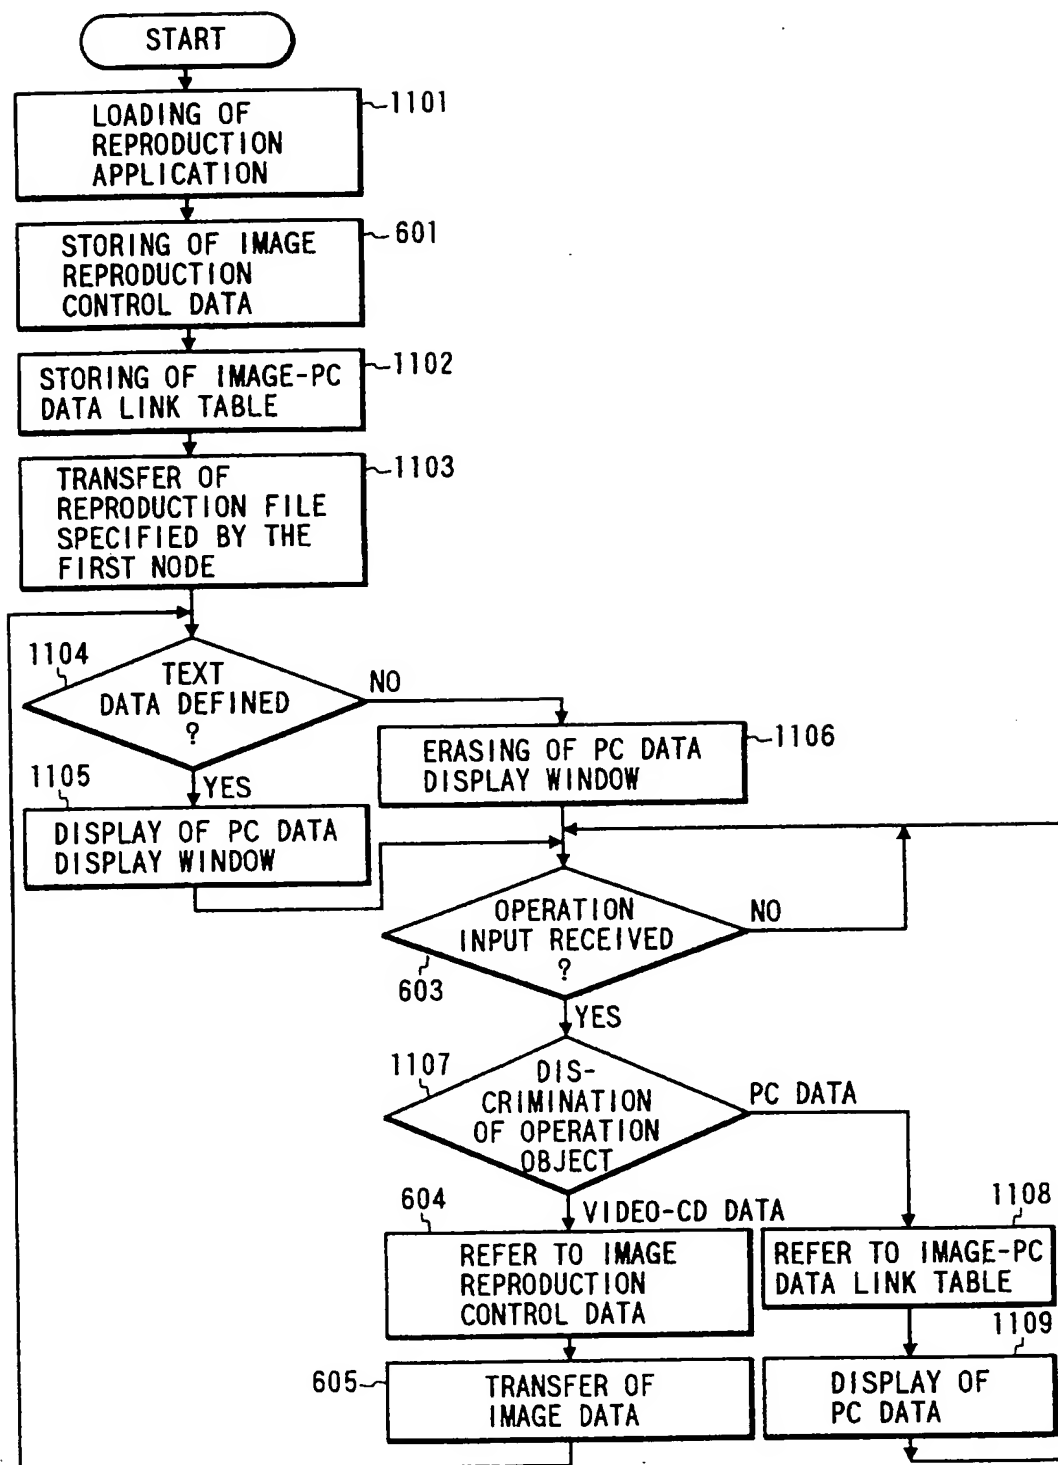 START
1101
LOADING OF
REPRODUCTION
APPLICATION
601
STORING OF IMAGE
REPRODUCTION
CONTROL DATA
1102
STORING OF IMAGE-PC
DATA LINK TABLE
1103
TRANSFER OF
REPRODUCTION FILE
SPECIFIED BY THE
FIRST NODE
1104
TEXT
DATA DEFINED
?
NO
YES
1106
ERASING OF PC DATA
DISPLAY WINDOW
1105
DISPLAY OF PC DATA
DISPLAY WINDOW
OPERATION
INPUT RECEIVED
?
NO
603
YES
1107
DIS-
CRIMINATION
OF OPERATION
OBJECT
PC DATA
VIDEO-CD DATA
604
REFER TO IMAGE
REPRODUCTION
CONTROL DATA
1108
REFER TO IMAGE-PC
DATA LINK TABLE
605
TRANSFER OF
IMAGE DATA
1109
DISPLAY OF
PC DATA